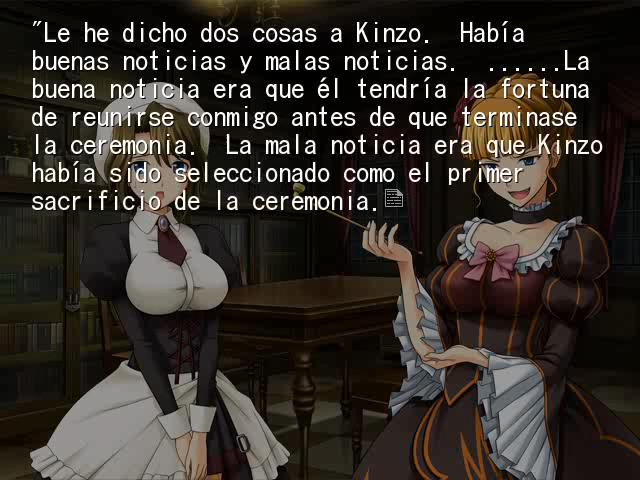 "Le he dicho dos cosas a Kinzo.  Había
buenas noticias y malas noticias.  ......La
buena noticia era que él tendría la fortuna
de reunirse conmigo antes de que terminase
la ceremonia.  La mala noticia era que Kinzo
había sido seleccionado como el primer
sacrificio de la ceremonia.